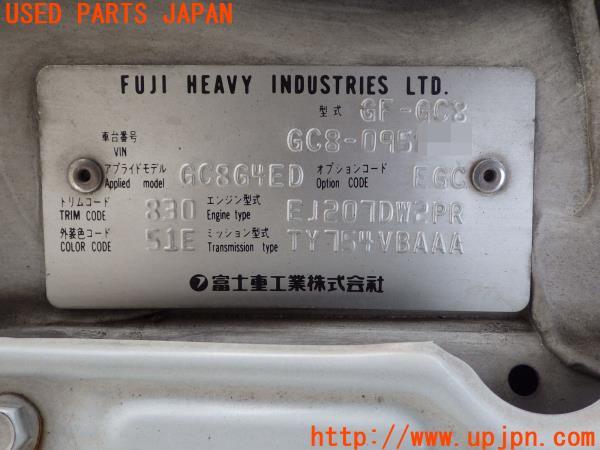 USED PARTS JAPAN
FUJI HEAVY INDUSTRIES LTD.
型式 GF-GC8
車台番号 VIN GC8-095
アプライドモデル Applied model GC8G4ED オプションコード Option CODE EGC
トリムコード TRIM CODE 830 エンジン型式 Engine type EJ207DW2PR
外装色コード COLOR CODE 51E ミッション型式 Transmission type TY754VBAAA
富士重工業株式会社
http://www.upjpn.com/